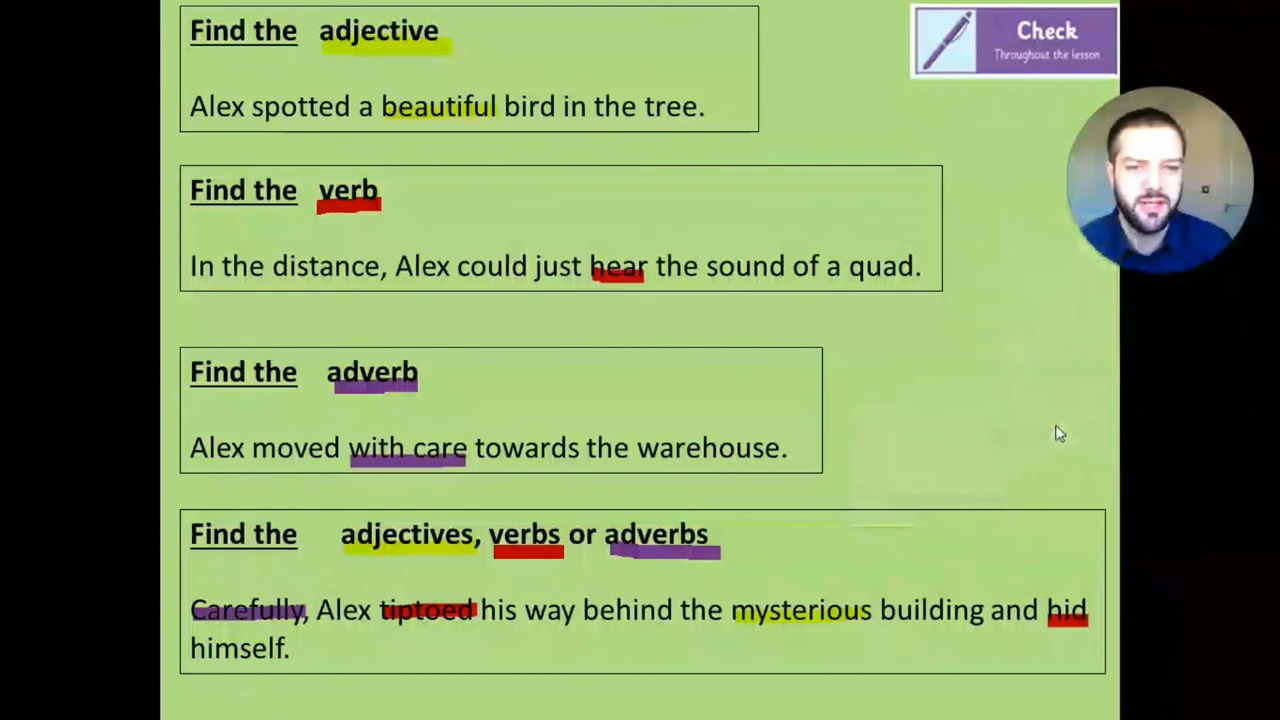 Find the adjective
Alex spotted a beautiful bird in the tree.
Check
Throughout the lesson
Find the verb
In the distance, Alex could just hear the sound of a quad.
Find the adverb
Alex moved with care towards the warehouse.
Find the adjectives, verbs or adverbs
Carefully, Alex tiptoed his way behind the mysterious building and hid
himself.